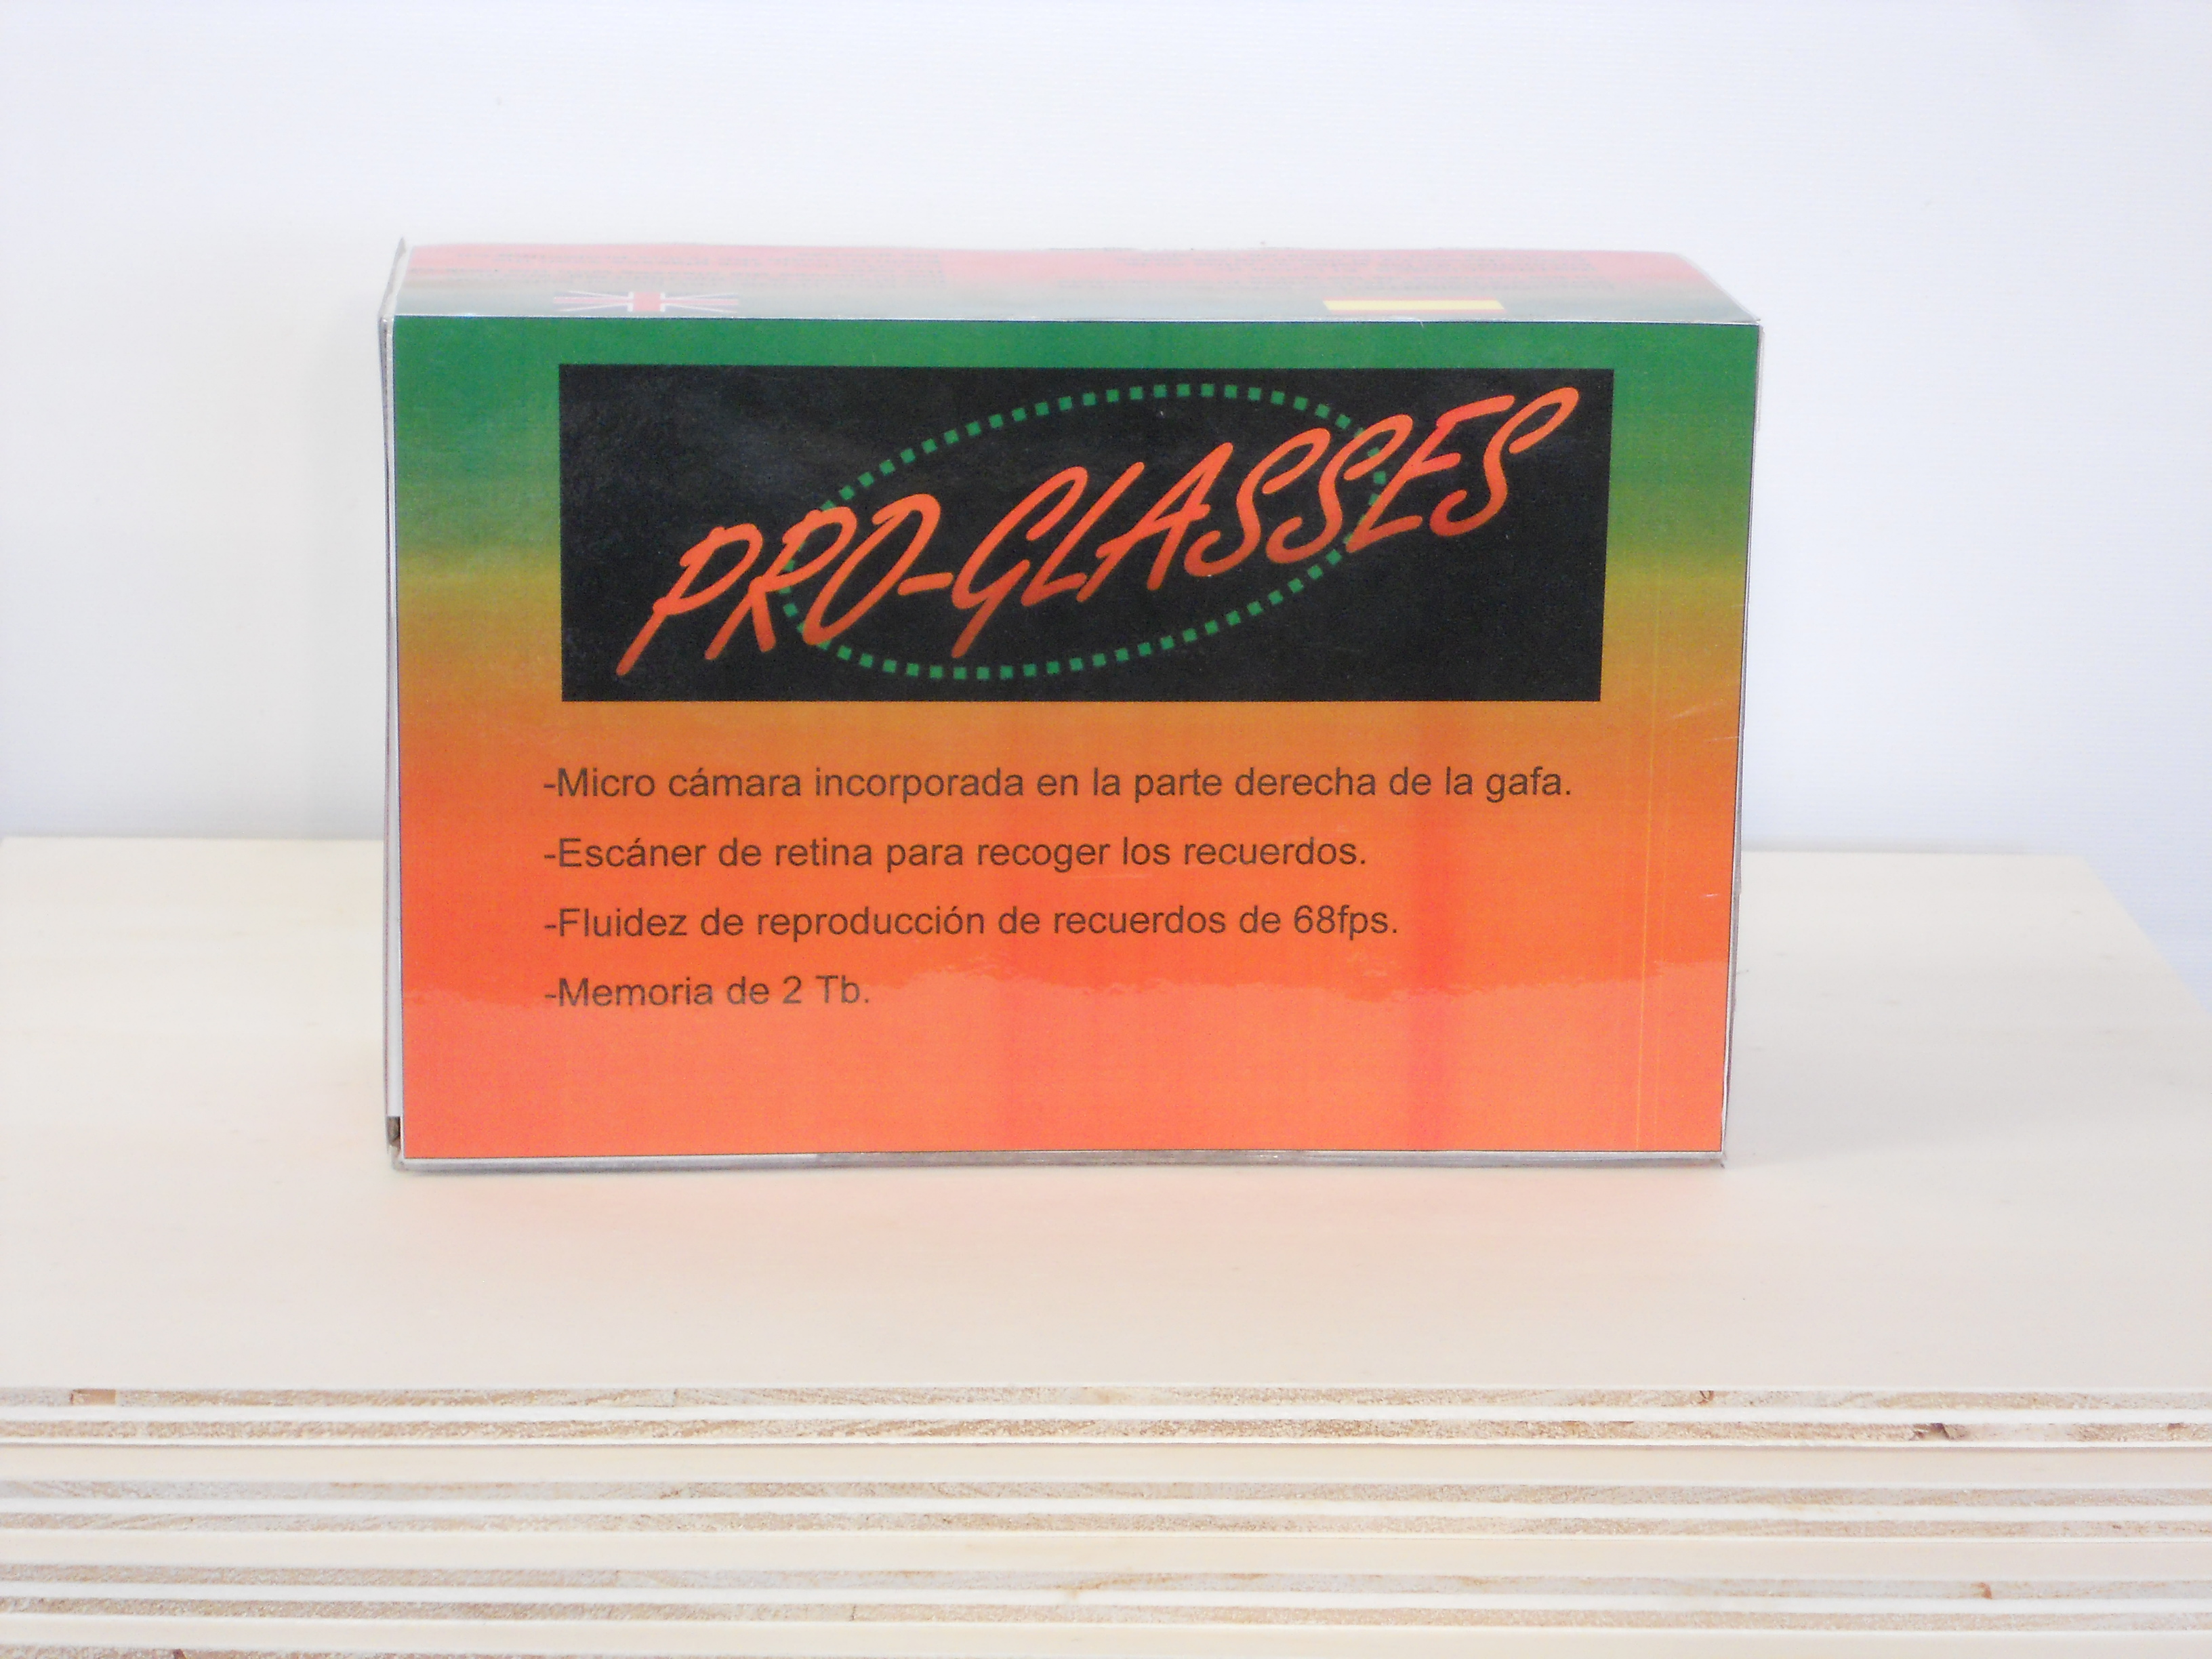 PRO-GLASSES
-Micro cámara incorporada en la parte derecha de la gafa.
-Escáner de retina para recoger los recuerdos.
-Fluidez de reproducción de recuerdos de 68fps.
-Memoria de 2 Tb.